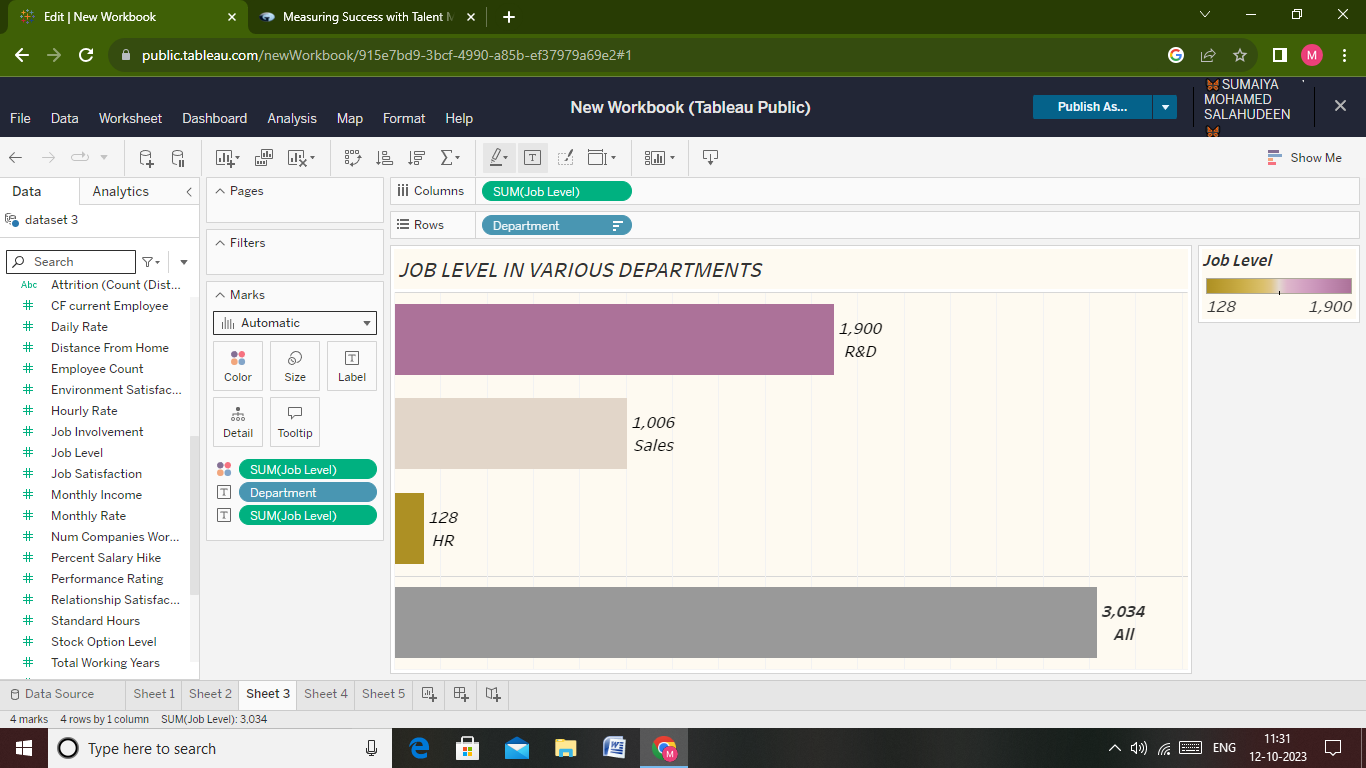 Edit | New Workbook
Measuring Success with Talent M
public.tableau.com/newWorkbook/915e7bd9-3bcf-4990-a85b-ef37979a69e2#1
M
File Data Worksheet Dashboard Analysis Map Format Help
New Workbook (Tableau Public)
Publish As...
SUMAIYA
MOHAMED
SALAHUDEEN
Show Me
Data Analytics
dataset 3
Search
Abc Attrition (Count (Dist...
CF current Employee
Daily Rate
Distance From Home
Employee Count
Environment Satisfac...
Hourly Rate
Job Involvement
Job Level
Job Satisfaction
Monthly Income
Monthly Rate
Num Companies Wor...
Percent Salary Hike
Performance Rating
Relationship Satisfac...
Standard Hours
Stock Option Level
Total Working Years
Pages
Filters
Marks
Automatic
Color Size Label
Detail Tooltip
SUM(Job Level)
Department
SUM(Job Level)
Columns SUM(Job Level)
Rows Department
JOB LEVEL IN VARIOUS DEPARTMENTS
1,900
R&D
1,006
Sales
128
HR
3,034
All
Job Level
128 1,900
Data Source Sheet 1 Sheet 2 Sheet 3 Sheet 4 Sheet 5
4 marks 4 rows by 1 column SUM(Job Level): 3,034
Type here to search
M
ENG
11:31
12-10-2023